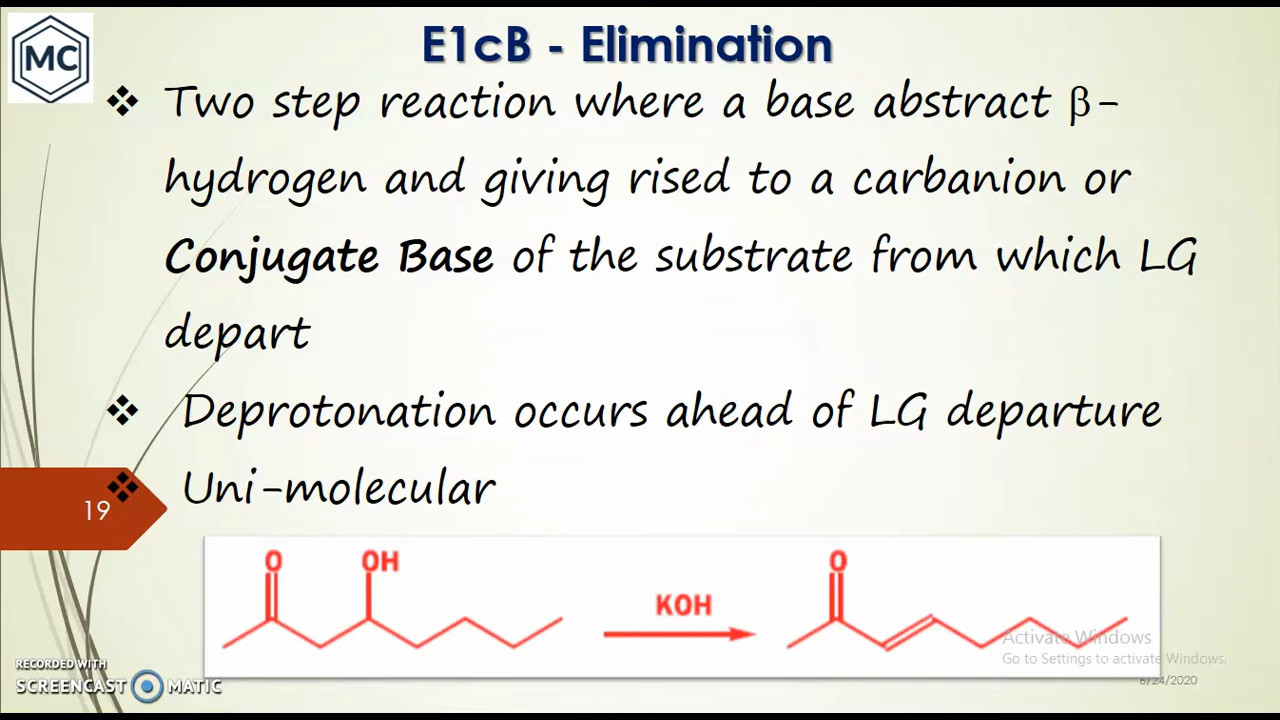 MC
E1cB - Elimination
❖ Two step reaction where a base abstract β-
hydrogen and giving rised to a carbanion or
Conjugate Base of the substrate from which LG
depart
❖ Deprotonation occurs ahead of LG departure
❖ Uni-molecular
19
O OH KOH O
Activate Windows
Go to Settings to activate Windows.
6/24/2020
RECORDED WITH
SCREENCAST MATIC